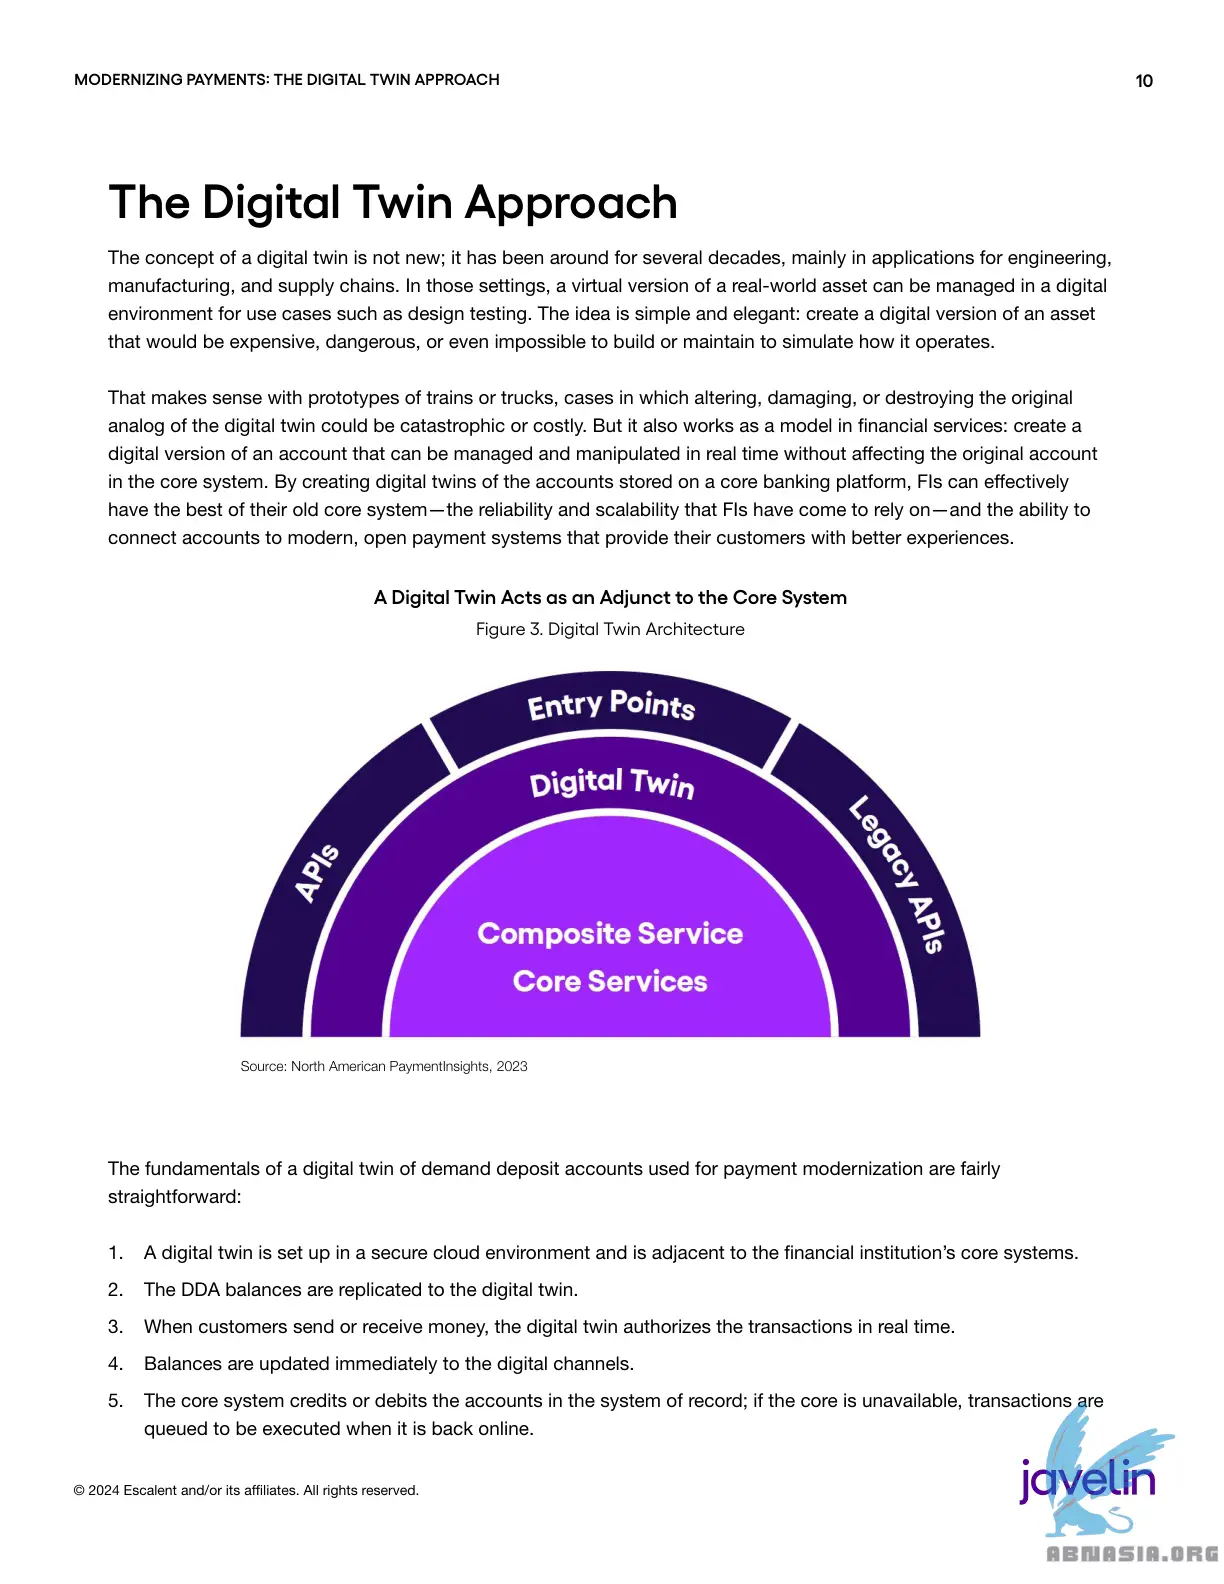 MODERNIZING PAYMENTS: THE DIGITAL TWIN APPROACH
10
The Digital Twin Approach
The concept of a digital twin is not new; it has been around for several decades, mainly in applications for engineering,
manufacturing, and supply chains. In those settings, a virtual version of a real-world asset can be managed in a digital
environment for use cases such as design testing. The idea is simple and elegant: create a digital version of an asset
that would be expensive, dangerous, or even impossible to build or maintain to simulate how it operates.
That makes sense with prototypes of trains or trucks, cases in which altering, damaging, or destroying the original
analog of the digital twin could be catastrophic or costly. But it also works as a model in financial services: create a
digital version of an account that can be managed and manipulated in real time without affecting the original account
in the core system. By creating digital twins of the accounts stored on a core banking platform, FIs can effectively
have the best of their old core system—the reliability and scalability that FIs have come to rely on—and the ability to
connect accounts to modern, open payment systems that provide their customers with better experiences.
A Digital Twin Acts as an Adjunct to the Core System
Figure 3. Digital Twin Architecture
Entry Points
Digital Twin
APIs
Legacy APIs
Composite Service
Core Services
Source: North American PaymentInsights, 2023
The fundamentals of a digital twin of demand deposit accounts used for payment modernization are fairly
straightforward:
1. A digital twin is set up in a secure cloud environment and is adjacent to the financial institution's core systems.
2. The DDA balances are replicated to the digital twin.
3. When customers send or receive money, the digital twin authorizes the transactions in real time.
4. Balances are updated immediately to the digital channels.
5. The core system credits or debits the accounts in the system of record; if the core is unavailable, transactions are
queued to be executed when it is back online.
© 2024 Escalent and/or its affiliates. All rights reserved.
javelin
ABNASIA.ORG